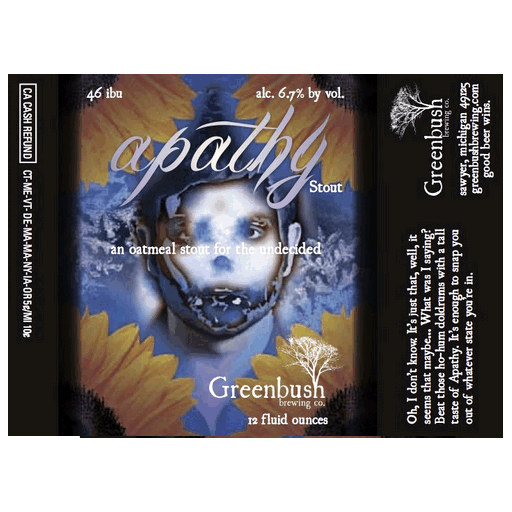 CA CASH REFUND
CT-ME-VT-DE-MA-MA-NY-IA-OR 5¢/MI 10¢
46 ibu
alc. 6.7% by vol.
apathy
Stout
an oatmeal stout for the undecided
Greenbush
brewing co.
12 fluid ounces
Greenbush
brewing co.
sawyer, michigan 49125
greenbushbrewing.com
good beer wins.
Oh, I don't know. It's just that, well, it
seems that maybe... What was I saying?
Beat those ho-hum doldrums with a tall
taste of Apathy. It's enough to snap you
out of whatever state you're in.